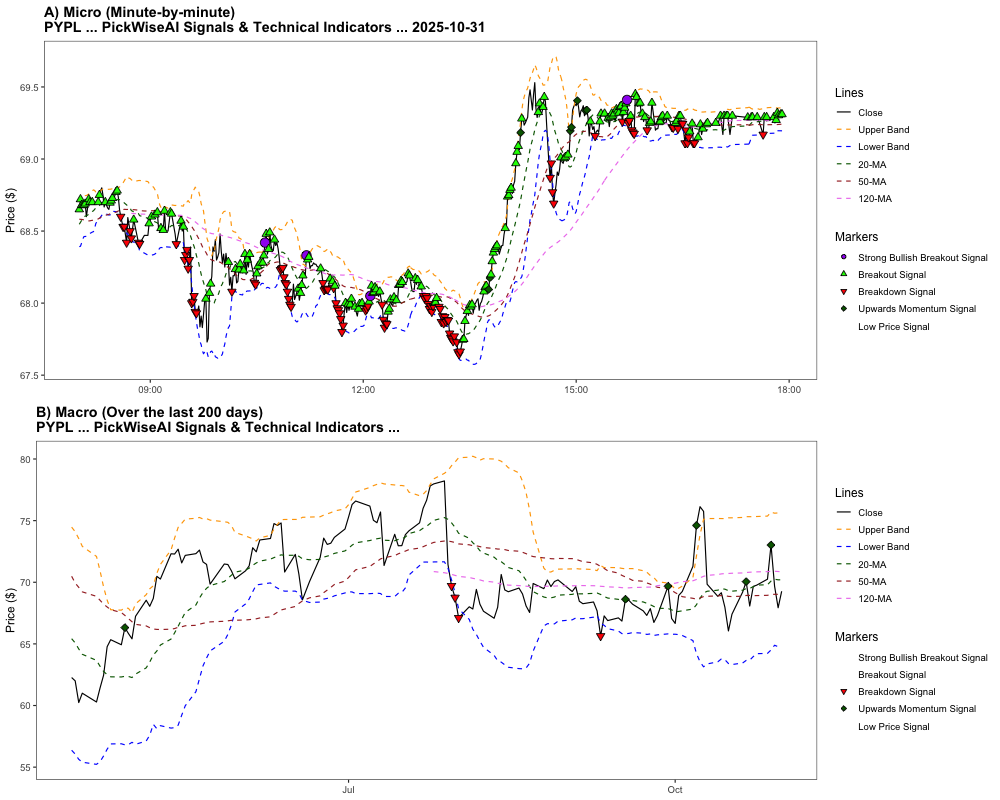 A) Micro (Minute-by-minute)
PYPL ... PickWiseAI Signals & Technical Indicators ... 2025-10-31
Price ($)
69.5
69.0
68.5
68.0
67.5
09:00
12:00
15:00
18:00
Lines
Close
Upper Band
Lower Band
20-MA
50-MA
120-MA
Markers
Strong Bullish Breakout Signal
Breakout Signal
Breakdown Signal
Upwards Momentum Signal
Low Price Signal
B) Macro (Over the last 200 days)
PYPL ... PickWiseAI Signals & Technical Indicators ...
Price ($)
80
75
70
65
60
55
Jul
Oct
Lines
Close
Upper Band
Lower Band
20-MA
50-MA
120-MA
Markers
Strong Bullish Breakout Signal
Breakout Signal
Breakdown Signal
Upwards Momentum Signal
Low Price Signal